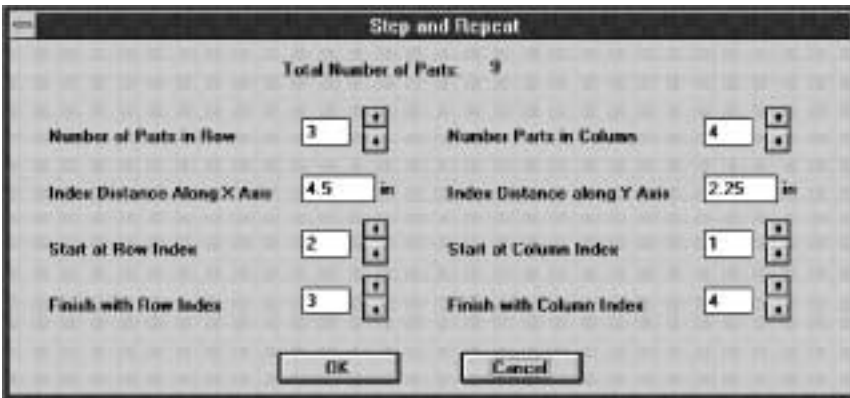 Step and Repeat
Total Number of Parts: 9
Number of Parts in Row 3 Number Parts in Column 4
Index Distance Along X Axis 4.5 in Index Distance along Y Axis 2.25 in
Start at Row Index 2 Start at Column Index 1
Finish with Row Index 3 Finish with Column Index 4
OK Cancel